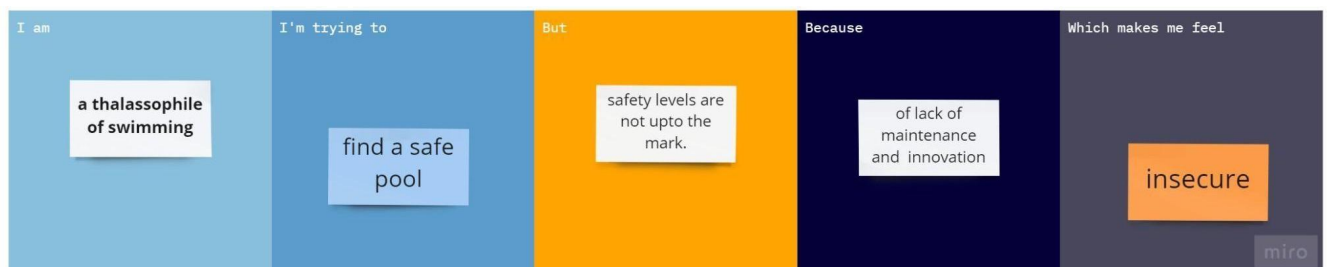 I am
a thalassophile
of swimming
I'm trying to
find a safe
pool
But
safety levels are
not upto the
mark.
Because
of lack of
maintenance
and innovation
Which makes me feel
insecure
miro